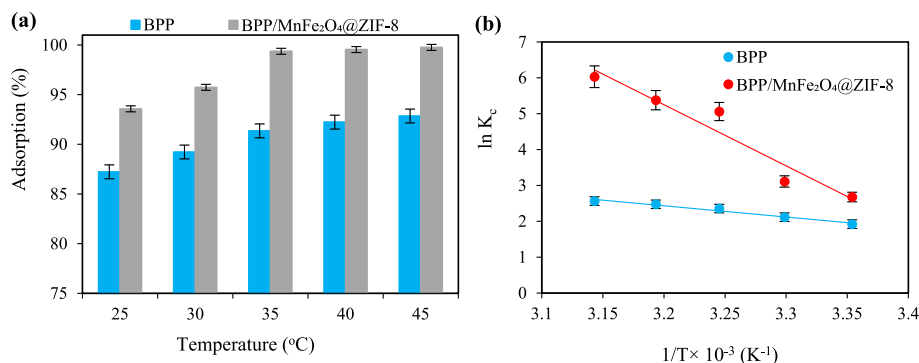 (a)
BPP
BPP/MnFe₂O₄@ZIF-8
Adsorption (%)
100
95
90
85
80
75
25 30 35 40 45
Temperature (ᵒC)
(b)
BPP
BPP/MnFe₂O₄@ZIF-8
ln K꜀
7
6
5
4
3
2
1
0
3.1 3.15 3.2 3.25 3.3 3.35 3.4
1/T× 10⁻³ (K⁻¹)